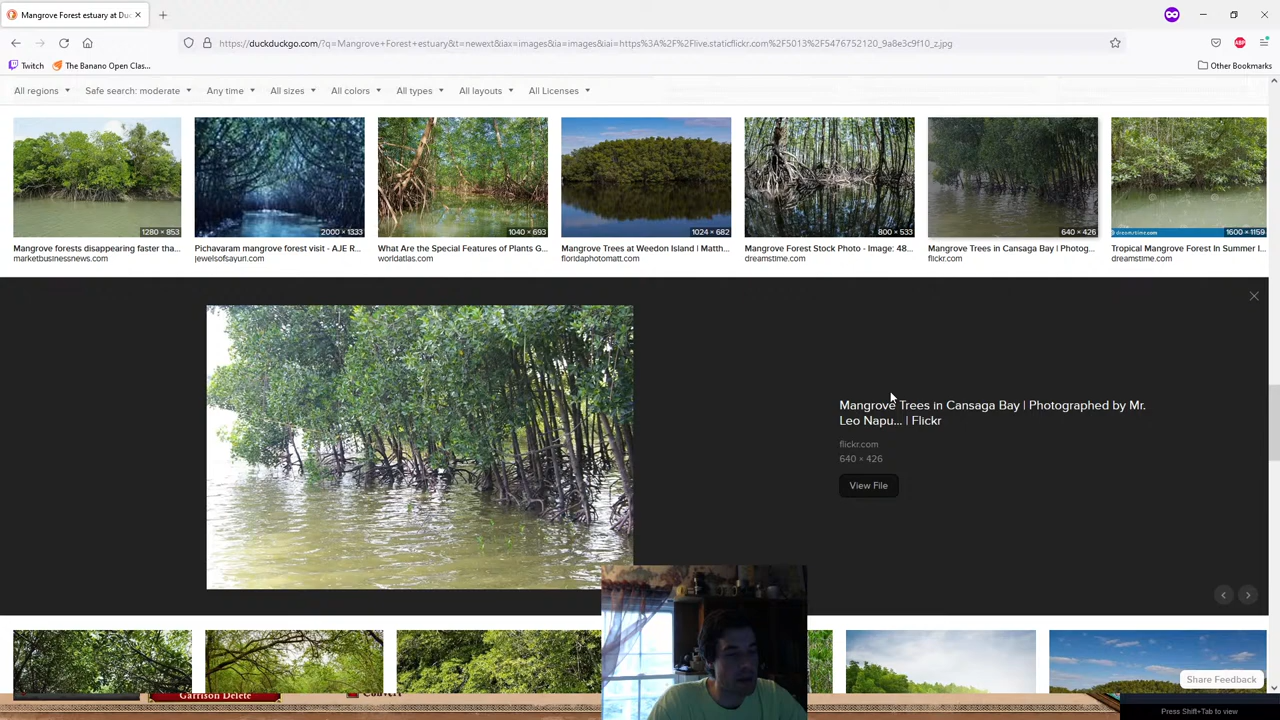 Mangrove Forest estuary at Du
https://duckduckgo.com/?q=Mangrove+Forest+estuary&t=newext&iax=images&ia=images&iai=https%3A%2F%2Flive.staticflickr.com%2F5013%2F5476752120_9a8e3c9f10_z.jpg
Twitch
The Banano Open Clas...
Other Bookmarks
All regions
Safe search: moderate
Any time
All sizes
All colors
All types
All layouts
All Licenses
1280 × 853
2000 × 1333
1040 × 693
1024 × 682
800 × 533
640 × 426
dreamstime.com
1600 × 1159
Mangrove forests disappearing faster tha...
Pichavaram mangrove forest visit - AJE R...
What Are the Special Features of Plants G...
Mangrove Trees at Weedon Island | Matth...
Mangrove Forest Stock Photo - Image: 48...
Mangrove Trees in Cansaga Bay | Photog...
Tropical Mangrove Forest In Summer I...
marketbusinessnews.com
jewelsofsayuri.com
worldatlas.com
floridaphotomatt.com
dreamstime.com
flickr.com
dreamstime.com
Mangrove Trees in Cansaga Bay | Photographed by Mr.
Leo Napu... | Flickr
flickr.com
640 × 426
View File
Share Feedback
Garrison Delete
Convert
Press Shift+Tab to view